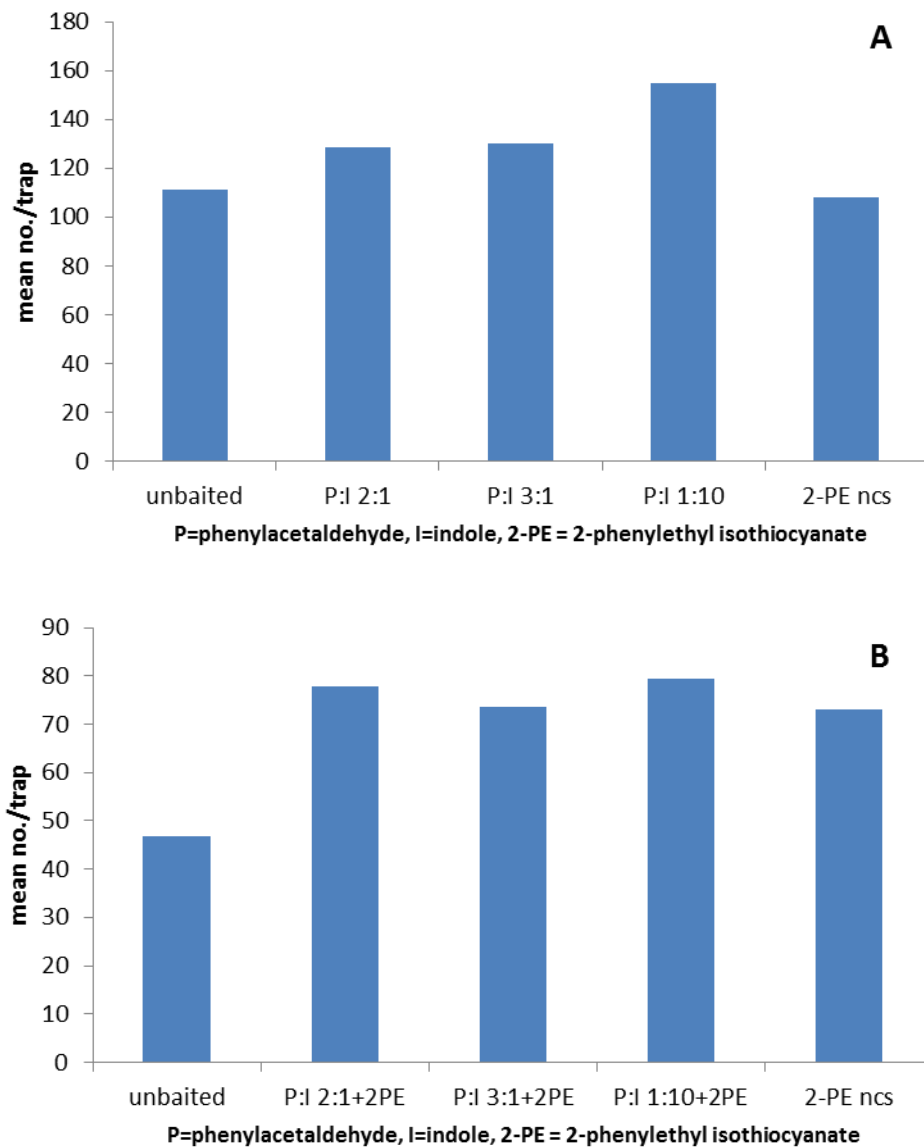 A
mean no./trap
180
160
140
120
100
80
60
40
20
0
unbaited P:I 2:1 P:I 3:1 P:I 1:10 2-PE ncs
P=phenylacetaldehyde, I=indole, 2-PE = 2-phenylethyl isothiocyanate
B
mean no./trap
90
80
70
60
50
40
30
20
10
0
unbaited P:I 2:1+2PE P:I 3:1+2PE P:I 1:10+2PE 2-PE ncs
P=phenylacetaldehyde, I=indole, 2-PE = 2-phenylethyl isothiocyanate